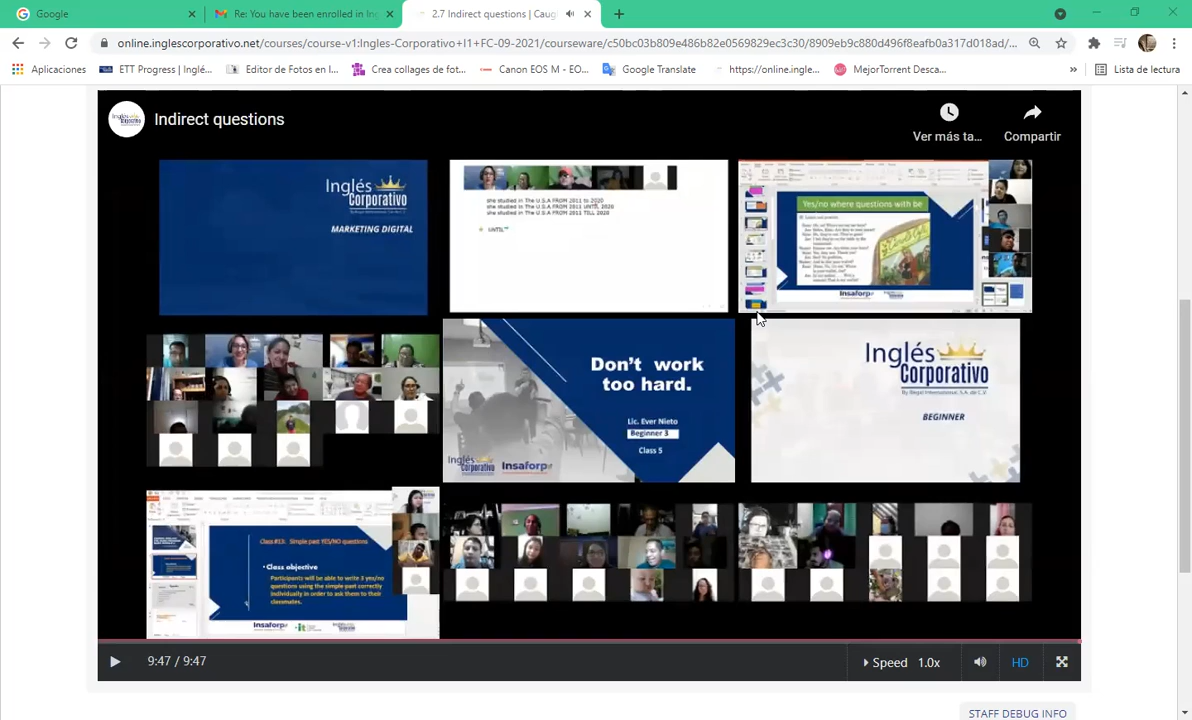 Google
Re: You have been enrolled in In
2.7 Indirect questions | Caug
online.inglescorporativo.net/courses/course-v1:Ingles-Corporativo+I1+FC-09-2021/courseware/c50bc03b809e486b82e0569829ec3c30/8909eb9c880d496f8eafb0a317d018ad/...
Aplicaciones
ETT Progress | Inglé...
Editor de Fotos en l...
Crea collages de fot...
Canon EOS M - EO...
Google Translate
https://online.ingle...
MejorTorrent Desca...
»
Lista de lectura
Indirect questions
Ver más ta...
Compartir
Inglés
Corporativo
MARKETING DIGITAL
she studied in The U.S.A FROM 2011 to 2020
she studied in The U.S.A FROM 2011 UNTIL 2020
she studied in The U.S.A FROM 2011 TILL 2020
UNTIL
Yes/no where questions with be
Insaforp
Don't work
too hard.
Lic. Ever Nieto
Beginner 3
Class 5
Inglés
Corporativo
Insaforp
Inglés
Corporativo
By Illegal International, S.A. de C.V.
BEGINNER
Class #13: Simple past YES/NO questions
• Class objective
Participants will be able to write 3 yes/no
questions using the simple past correctly
individually in order to ask them to their
classmates.
Insaforp
it
9:47 / 9:47
Speed 1.0x
HD
STAFF DEBUG INFO